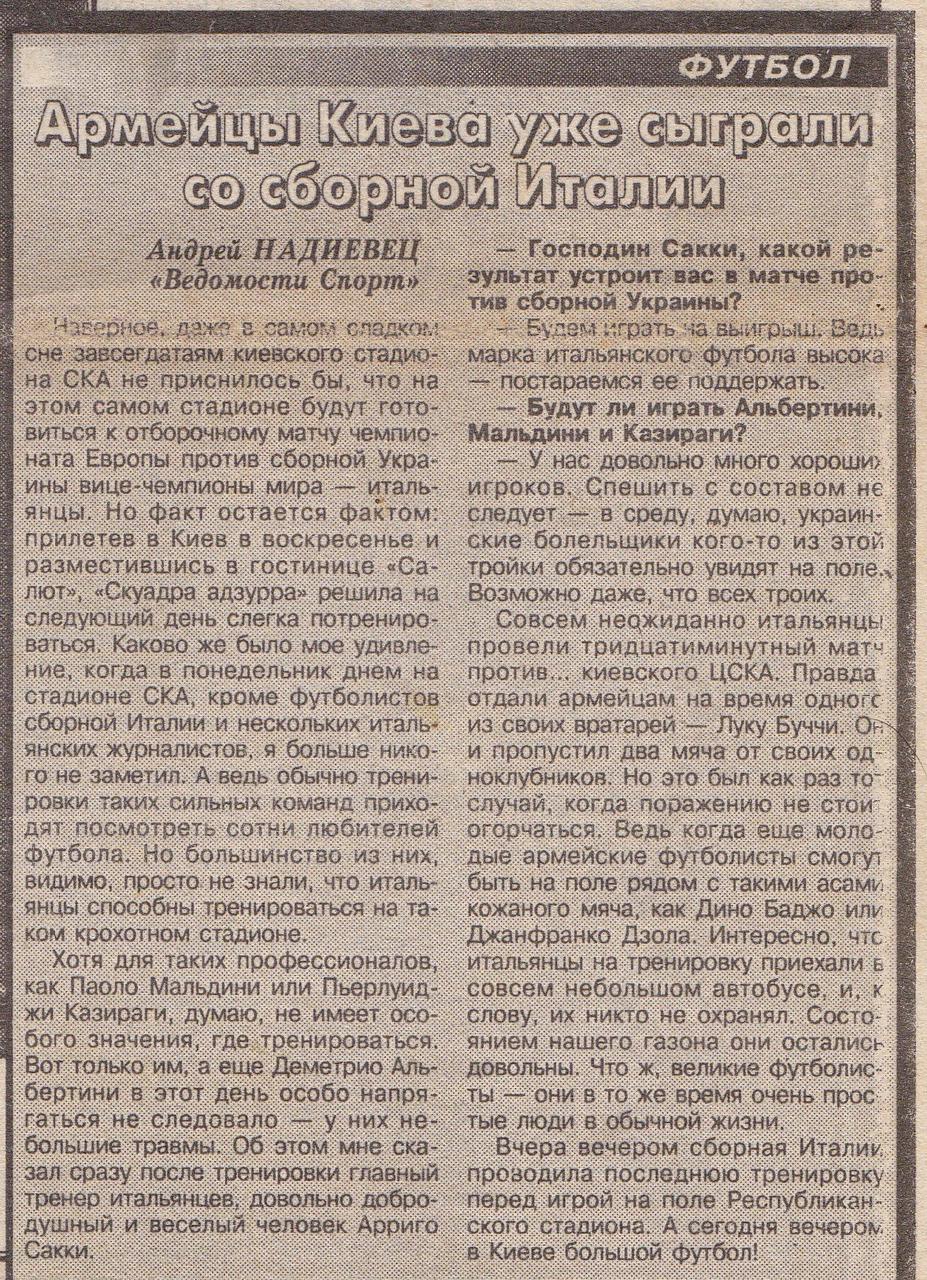 ФУТБОЛ
Армейцы Киева уже сыграли
со сборной Италии
Андрей НАДИЕВЕЦ
«Ведомости Спорт»
Наверное, даже в самом сладком
сне завсегдатаям киевского стадио-
на СКА не приснилось бы, что на
этом самом стадионе будут гото-
виться к отборочному матчу чемпио-
ната Европы против сборной Укра-
ины вице-чемпионы мира — италь-
янцы. Но факт остается фактом:
прилетев в Киев в воскресенье и
разместившись в гостинице «Са-
лют», «Скуадра адзурра» решила на
следующий день слегка потрениро-
ваться. Каково же было мое удивле-
ние, когда в понедельник днем на
стадионе СКА, кроме футболистов
сборной Италии и нескольких италь-
янских журналистов, я больше нико-
го не заметил. А ведь обычно трени-
ровки таких сильных команд прихо-
дят посмотреть сотни любителей
футбола. Но большинство из них,
видимо, просто не знали, что италь-
янцы способны тренироваться на та-
ком крохотном стадионе.
Хотя для таких профессионалов,
как Паоло Мальдини или Пьерлуид-
жи Казираги, думаю, не имеет осо-
бого значения, где тренироваться.
Вот только им, а еще Деметрио Аль-
бертини в этот день особо напря-
гаться не следовало — у них не-
большие травмы. Об этом мне ска-
зал сразу после тренировки главный
тренер итальянцев, довольно добро-
душный и веселый человек Арриго
Сакки.
— Господин Сакки, какой ре-
зультат устроит вас в матче про-
тив сборной Украины?
— Будем играть на выигрыш. Ведь
марка итальянского футбола высока
— постараемся ее поддержать.
— Будут ли играть Альбертини,
Мальдини и Казираги?
— У нас довольно много хороших
игроков. Спешить с составом не
следует — в среду, думаю, украин-
ские болельщики кого-то из этой
тройки обязательно увидят на поле.
Возможно даже, что всех троих.
Совсем неожиданно итальянцы
провели тридцатиминутный матч
против... киевского ЦСКА. Правда
отдали армейцам на время одного
из своих вратарей — Луку Буччи. Он
и пропустил два мяча от своих од-
ноклубников. Но это был как раз тот
случай, когда поражению не стоит
огорчаться. Ведь когда еще моло-
дые армейские футболисты смогут
быть на поле рядом с такими асами
кожаного мяча, как Дино Баджо или
Джанфранко Дзола. Интересно, что
итальянцы на тренировку приехали в
совсем небольшом автобусе, и, к
слову, их никто не охранял. Состо-
янием нашего газона они остались
довольны. Что ж, великие футболис-
ты — они в то же время очень прос
тые люди в обычной жизни.
Вчера вечером сборная Италии
проводила последнюю тренировку
перед игрой на поле Республикан-
ского стадиона. А сегодня вечером
в Киеве большой футбол!